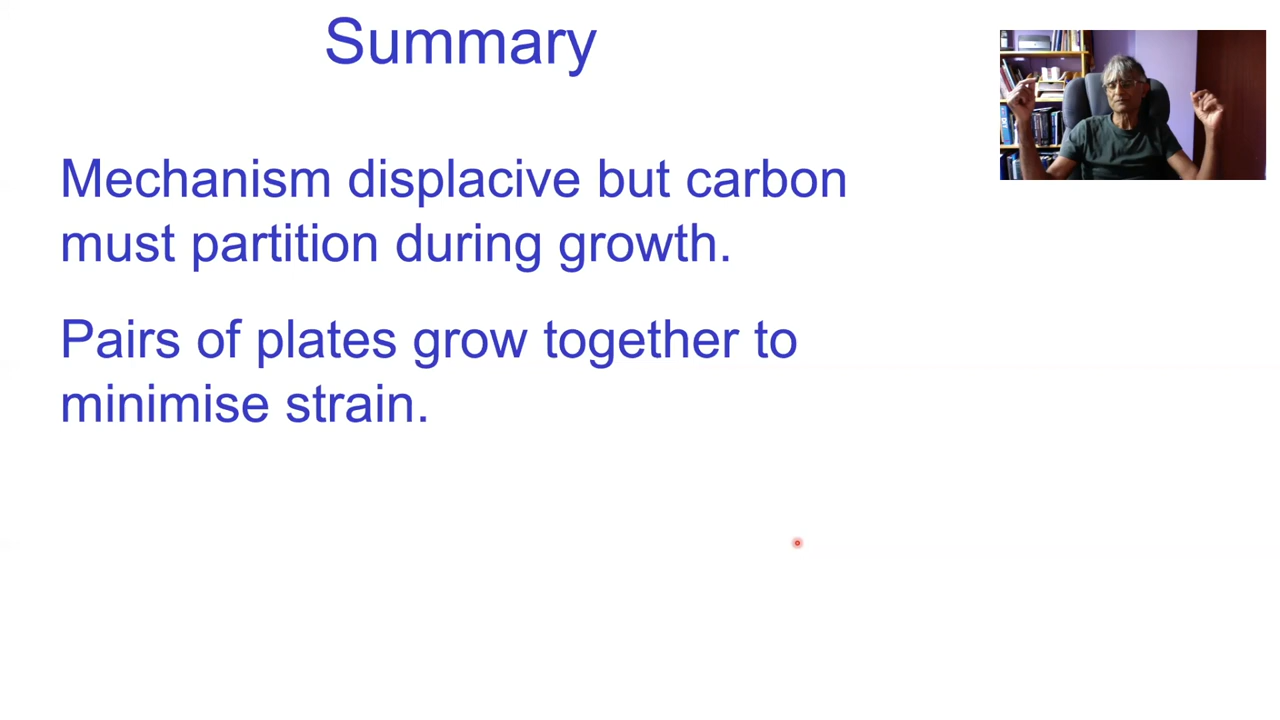 Summary
Mechanism displacive but carbon
must partition during growth.
Pairs of plates grow together to
minimise strain.